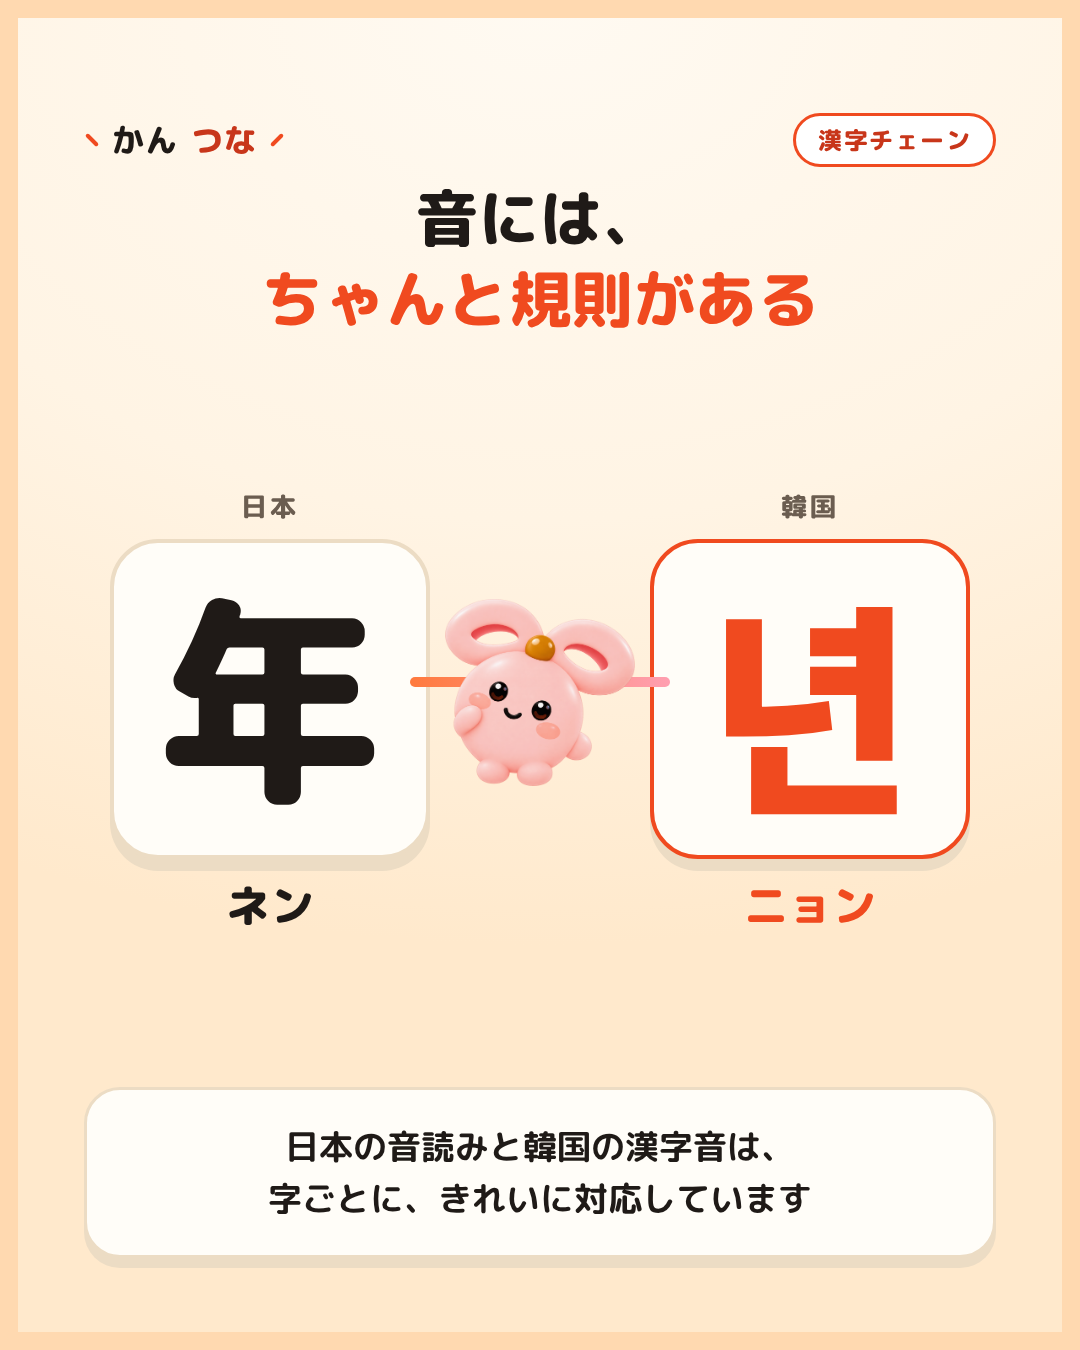 かん つな
漢字チェーン
音には、
ちゃんと規則がある
日本
韓国
年
년
ネン
ニョン
日本の音読みと韓国の漢字音は、
字ごとに、きれいに対応しています